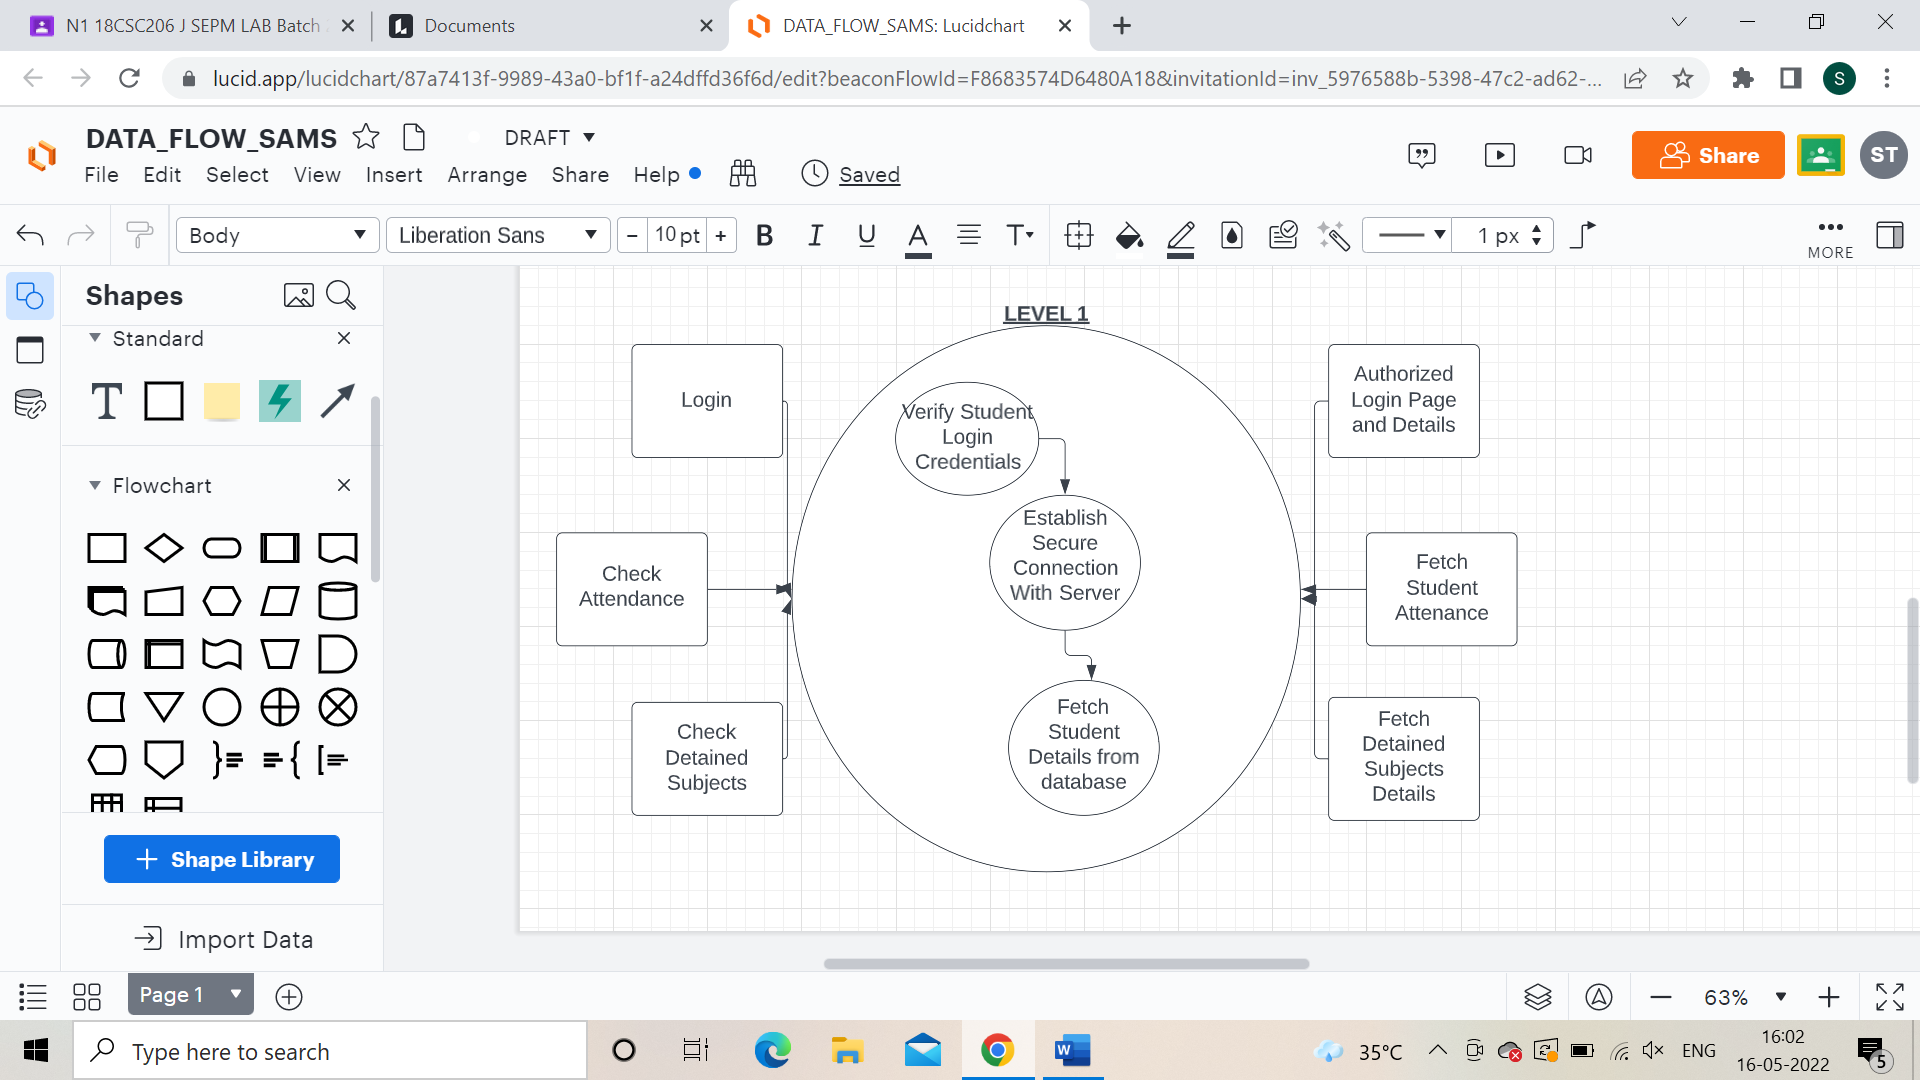 N1 18CSC206 J SEPM LAB Batch
Documents
DATA_FLOW_SAMS: Lucidchart
lucid.app/lucidchart/87a7413f-9989-43a0-bf1f-a24dffd36f6d/edit?beaconFlowId=F8683574D6480A18&invitationId=inv_5976588b-5398-47c2-ad62-...
S
DATA_FLOW_SAMS
DRAFT
File Edit Select View Insert Arrange Share Help
Saved
Share
ST
Body
Liberation Sans
- 10 pt +
B I U A T
1 px
MORE
Shapes
Standard
T
Flowchart
Shape Library
Import Data
LEVEL 1
Login
Check
Attendance
Check
Detained
Subjects
Verify Student
Login
Credentials
Establish
Secure
Connection
With Server
Fetch
Student
Details from
database
Authorized
Login Page
and Details
Fetch
Student
Attenance
Fetch
Detained
Subjects
Details
Page 1
63%
Type here to search
W
35°C
ENG
16:02
16-05-2022
5